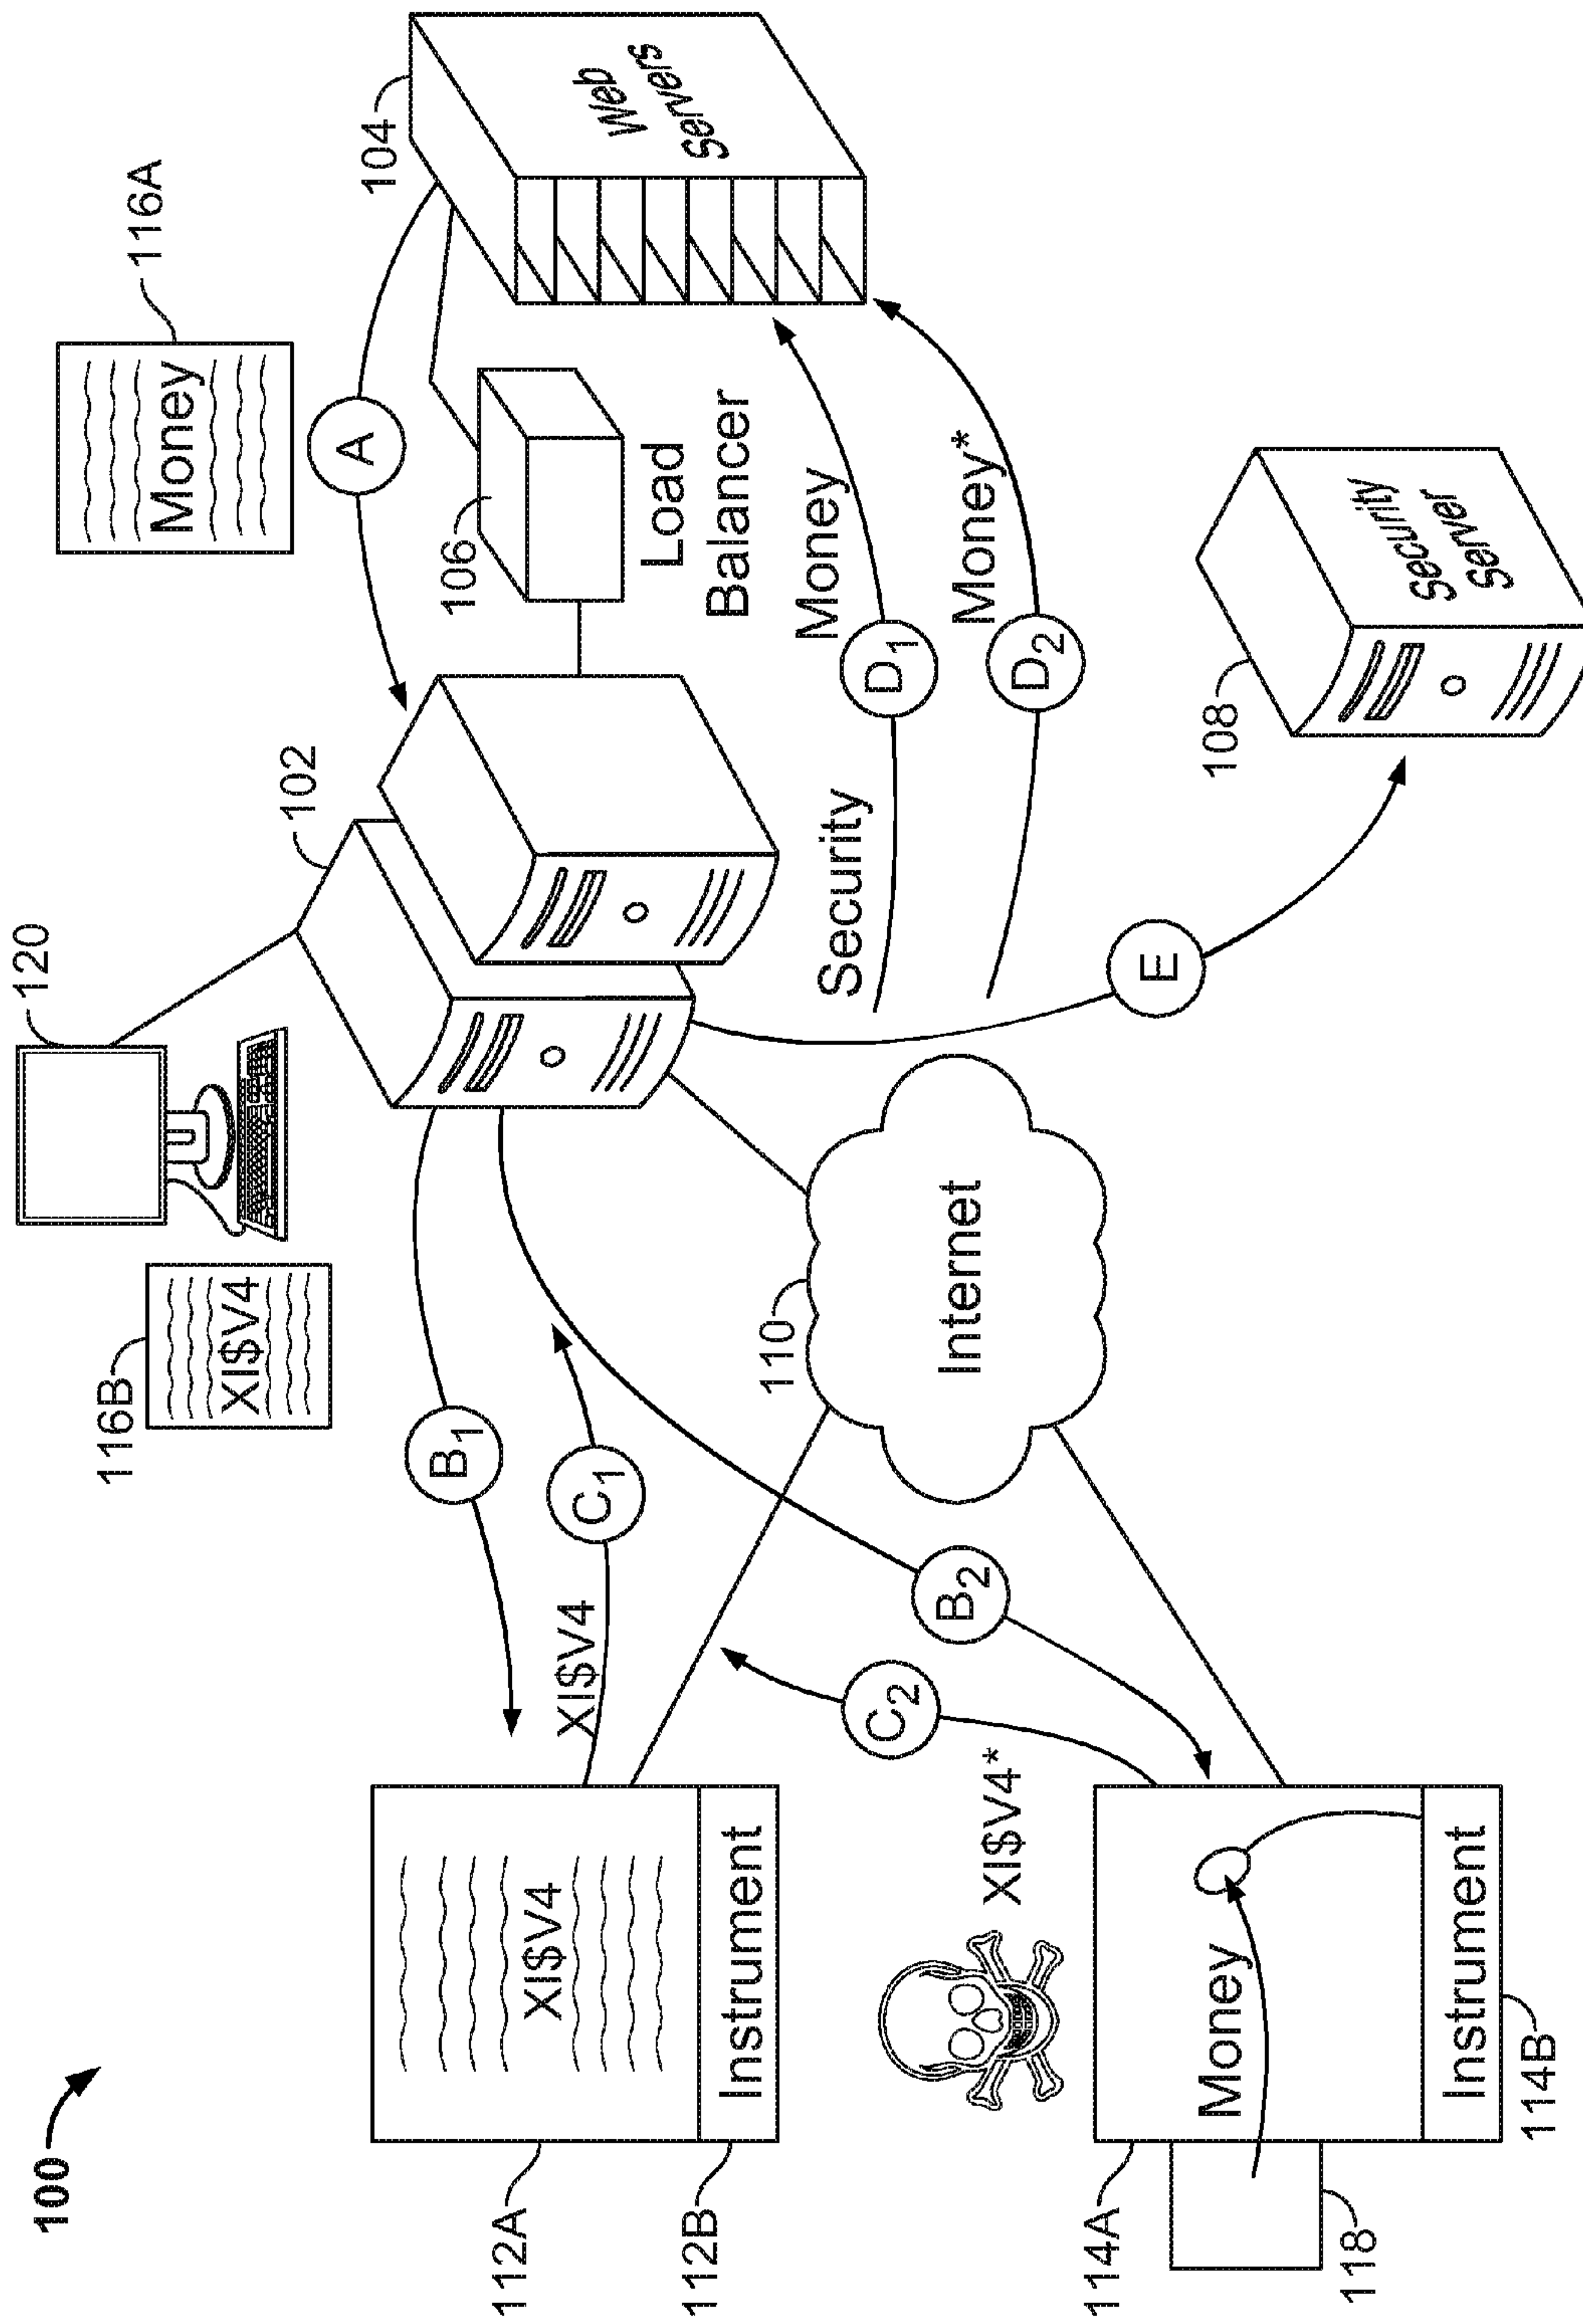 100
120
116B
XI$V4
102
116A
Money
A
104
Web
Servers
106
Load
Balancer
B1
C1
XI$V4
112A
XI$V4
112B
Instrument
110
Internet
Security
Money
D1
Money*
D2
B2
C2
XI$V4*
E
108
Security
Server
114A
Money
118
Instrument
114B